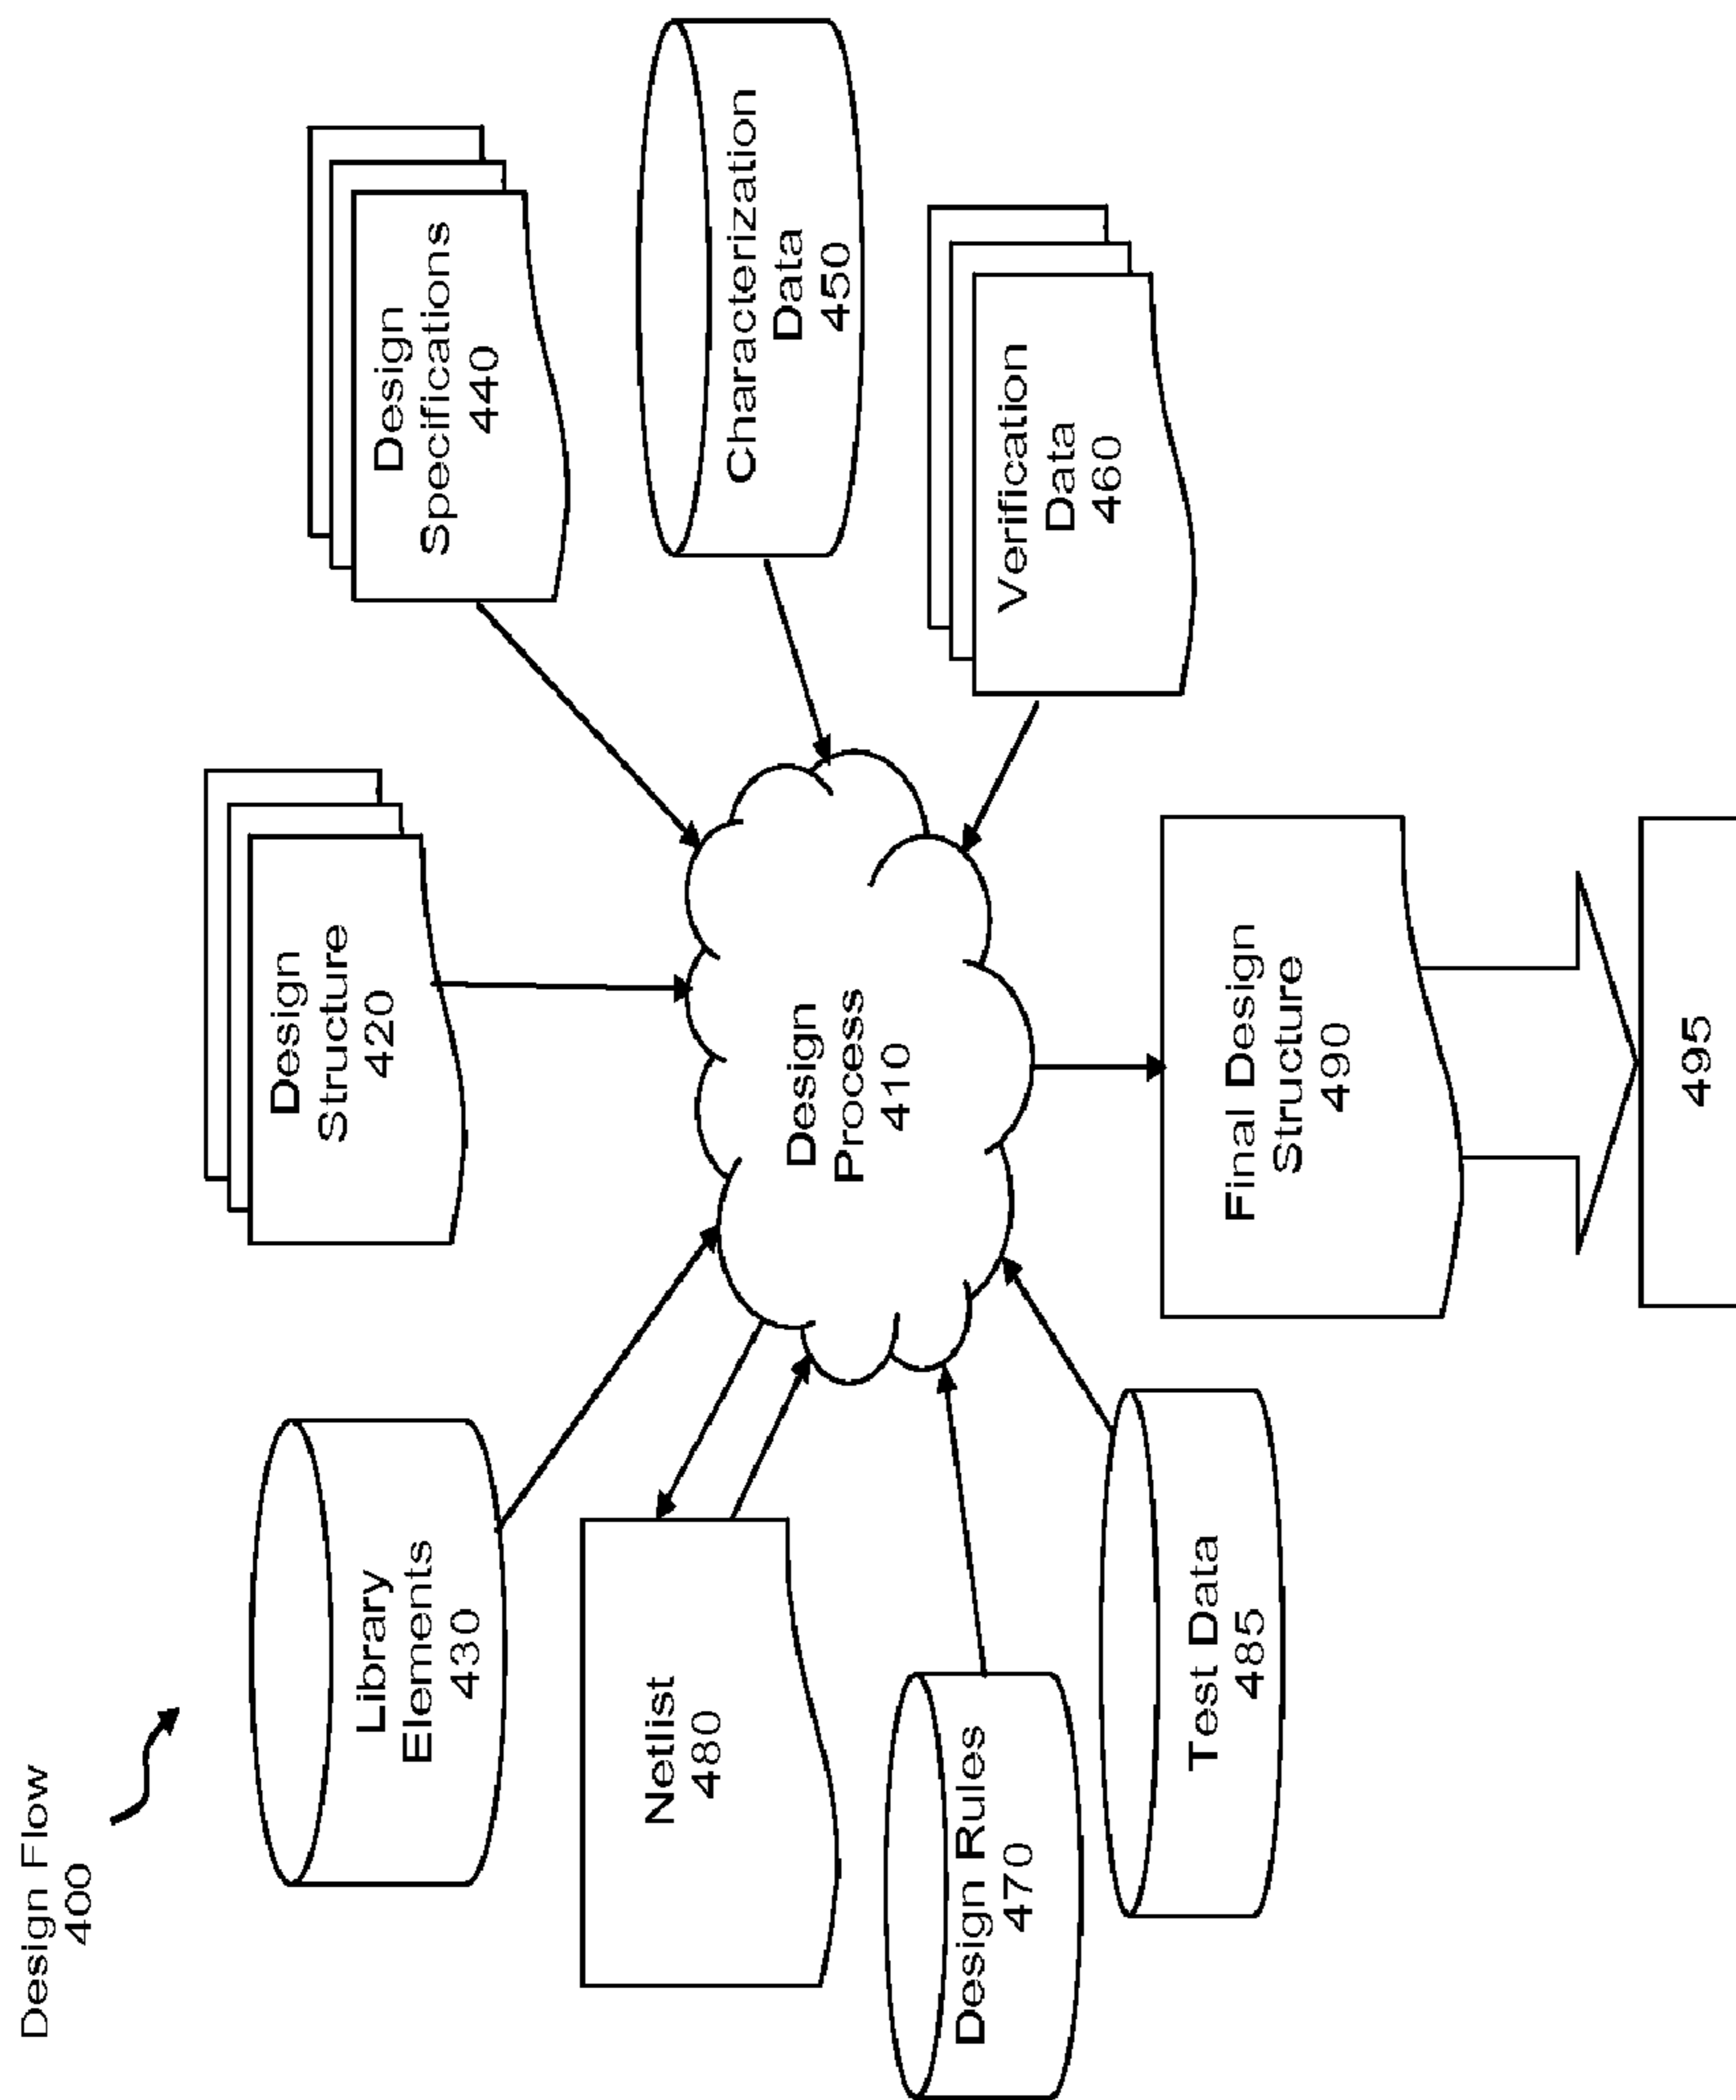 Design Flow
400
Design
Structure
420
Library
Elements
430
Design
Specifications
440
Netlist
480
Design
Process
410
Characterization
Data
450
Design Rules
470
Verification
Data
460
Test Data
485
Final Design
Structure
490
495